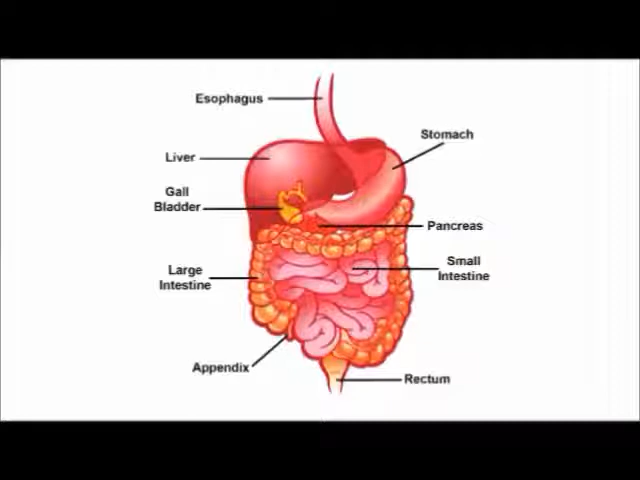 Esophagus
Stomach
Liver
Gall
Bladder
Pancreas
Small
Intestine
Large
Intestine
Appendix
Rectum